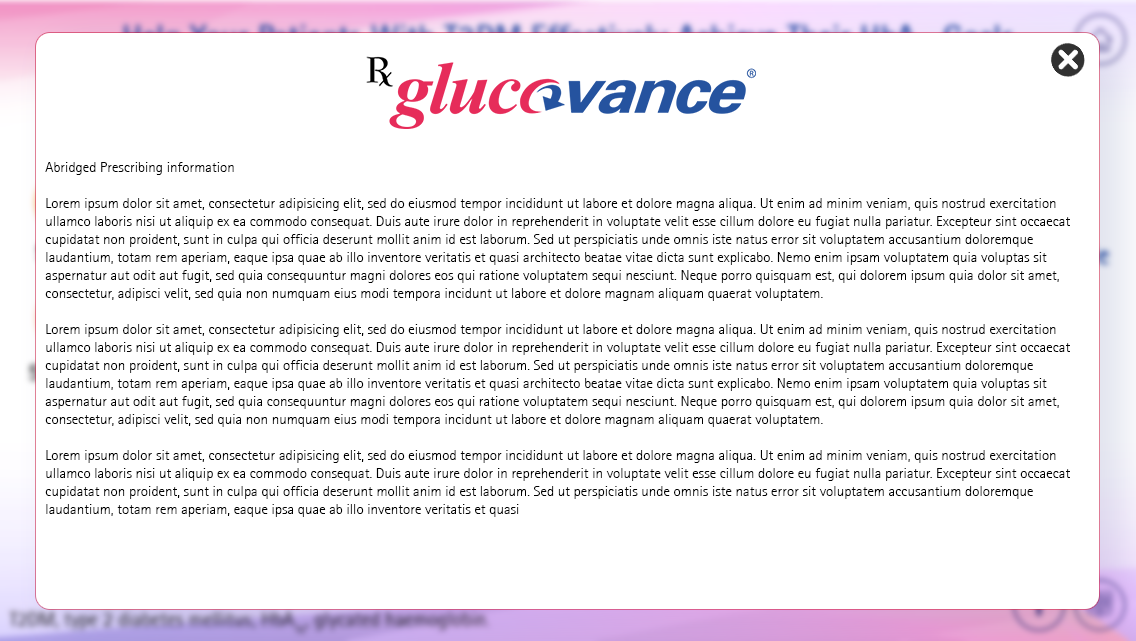 Help Your Patients With T2DM Effectively Achieve Their HbA Goals
Rx glucovance®
Abridged Prescribing information
Lorem ipsum dolor sit amet, consectetur adipisicing elit, sed do eiusmod tempor incididunt ut labore et dolore magna aliqua. Ut enim ad minim veniam, quis nostrud exercitation
ullamco laboris nisi ut aliquip ex ea commodo consequat. Duis aute irure dolor in reprehenderit in voluptate velit esse cillum dolore eu fugiat nulla pariatur. Excepteur sint occaecat
cupidatat non proident, sunt in culpa qui officia deserunt mollit anim id est laborum. Sed ut perspiciatis unde omnis iste natus error sit voluptatem accusantium doloremque
laudantium, totam rem aperiam, eaque ipsa quae ab illo inventore veritatis et quasi architecto beatae vitae dicta sunt explicabo. Nemo enim ipsam voluptatem quia voluptas sit
aspernatur aut odit aut fugit, sed quia consequuntur magni dolores eos qui ratione voluptatem sequi nesciunt. Neque porro quisquam est, qui dolorem ipsum quia dolor sit amet,
consectetur, adipisci velit, sed quia non numquam eius modi tempora incidunt ut labore et dolore magnam aliquam quaerat voluptatem.
Lorem ipsum dolor sit amet, consectetur adipisicing elit, sed do eiusmod tempor incididunt ut labore et dolore magna aliqua. Ut enim ad minim veniam, quis nostrud exercitation
ullamco laboris nisi ut aliquip ex ea commodo consequat. Duis aute irure dolor in reprehenderit in voluptate velit esse cillum dolore eu fugiat nulla pariatur. Excepteur sint occaecat
cupidatat non proident, sunt in culpa qui officia deserunt mollit anim id est laborum. Sed ut perspiciatis unde omnis iste natus error sit voluptatem accusantium doloremque
laudantium, totam rem aperiam, eaque ipsa quae ab illo inventore veritatis et quasi architecto beatae vitae dicta sunt explicabo. Nemo enim ipsam voluptatem quia voluptas sit
aspernatur aut odit aut fugit, sed quia consequuntur magni dolores eos qui ratione voluptatem sequi nesciunt. Neque porro quisquam est, qui dolorem ipsum quia dolor sit amet,
consectetur, adipisci velit, sed quia non numquam eius modi tempora incidunt ut labore et dolore magnam aliquam quaerat voluptatem.
Lorem ipsum dolor sit amet, consectetur adipisicing elit, sed do eiusmod tempor incididunt ut labore et dolore magna aliqua. Ut enim ad minim veniam, quis nostrud exercitation
ullamco laboris nisi ut aliquip ex ea commodo consequat. Duis aute irure dolor in reprehenderit in voluptate velit esse cillum dolore eu fugiat nulla pariatur. Excepteur sint occaecat
cupidatat non proident, sunt in culpa qui officia deserunt mollit anim id est laborum. Sed ut perspiciatis unde omnis iste natus error sit voluptatem accusantium doloremque
laudantium, totam rem aperiam, eaque ipsa quae ab illo inventore veritatis et quasi
T2DM, type 2 diabetes mellitus; HbA glycated haemoglobin.